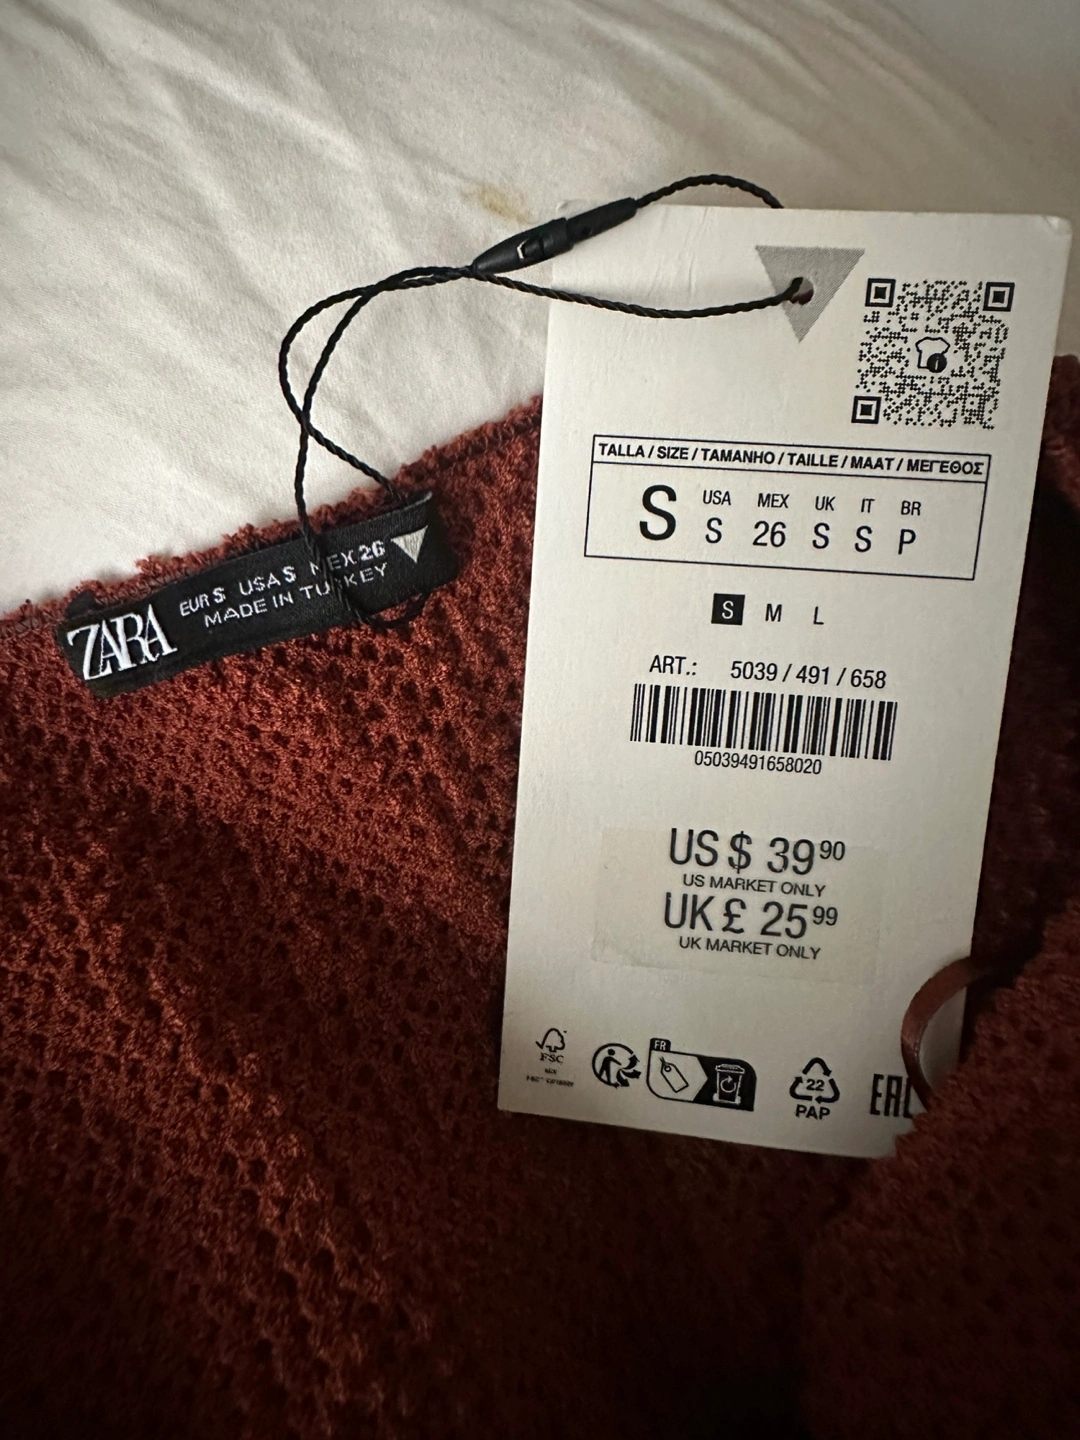 ZARA
EUR S USA S MEX 26
MADE IN TURKEY
TALLA / SIZE / TAMANHO / TAILLE / MAAT / ΜΕΓΕΘΟΣ
S
USA MEX UK IT BR
S 26 S S P
S M L
ART.: 5039 / 491 / 658
05039491658020
US $ 39 90
US MARKET ONLY
UK £ 25 99
UK MARKET ONLY
FSC
FR
22
PAP
EAC